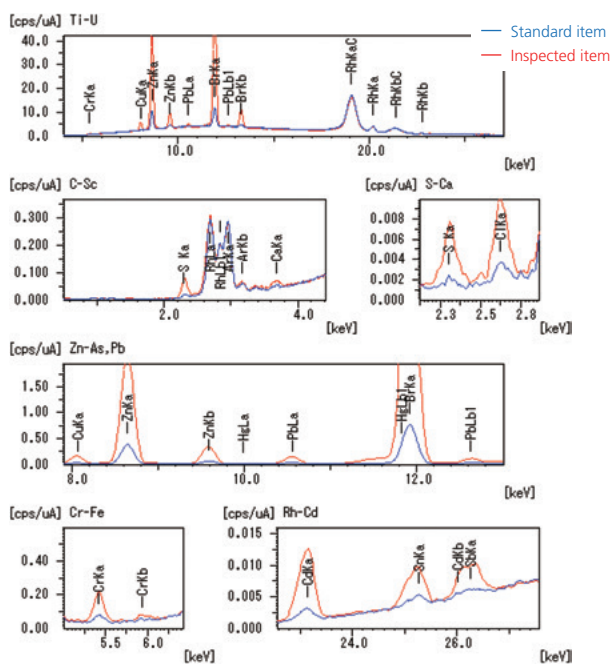 [cps/uA] Ti-U
Standard item
Inspected item
40.0
30.0
20.0
10.0
0.0
CrKa
CuKa
ZnKa
ZnKb
PbLa
BrKa
PbLb1
BrKb
RhKaC
RhKa
RhKbC
RhKb
10.0 20.0
[keV]
[cps/uA] C-Sc
0.300
0.200
0.100
0.000
S Ka
RhLa
RhLb1
ArKa
ArKb
CaKa
2.0 4.0
[keV]
[cps/uA] S-Ca
0.008
0.006
0.004
0.002
0.000
S Ka
ClKa
2.3 2.5 2.8
[keV]
[cps/uA] Zn-As,Pb
1.50
1.00
0.50
0.00
CuKa
ZnKa
ZnKb
HgLa
PbLa
HgLb1
BrKa
PbLb1
8.0 10.0 12.0
[keV]
[cps/uA] Cr-Fe
0.40
0.20
0.00
CrKa
CrKb
5.5 6.0
[keV]
[cps/uA] Rh-Cd
0.015
0.010
0.005
0.000
CdKa
SnKa
CdKb
SbKa
24.0 26.0
[keV]